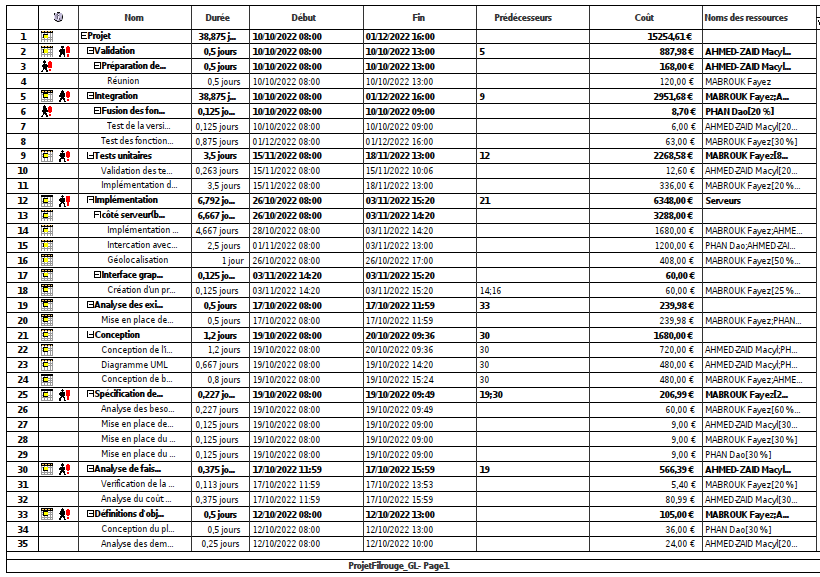 Nom Durée Début Fin Prédécesseurs Coût Noms des ressources
1 Projet 38,875 j... 10/10/2022 08:00 01/12/2022 16:00 15254,61 €
2 Validation 0,5 jours 10/10/2022 08:00 10/10/2022 13:00 5 887,98 € AHMED-ZAID Macyl...
3 Préparation de... 0,5 jours 10/10/2022 08:00 10/10/2022 13:00 168,00 € AHMED-ZAID Macyl...
4 Réunion 0,5 jours 10/10/2022 08:00 10/10/2022 13:00 120,00 € MABROUK Fayez
5 Integration 38,875 j... 10/10/2022 08:00 01/12/2022 16:00 9 2951,68 € MABROUK Fayez;A...
6 Fusion des fon... 0,125 jo... 10/10/2022 08:00 10/10/2022 09:00 8,70 € PHAN Dao[20 %]
7 Test de la versi... 0,125 jours 10/10/2022 08:00 10/10/2022 09:00 6,00 € AHMED-ZAID Macyl[20...
8 Test des fonction... 0,875 jours 01/12/2022 08:00 01/12/2022 16:00 63,00 € MABROUK Fayez[30 %]
9 Tests unitaires 3,5 jours 15/11/2022 08:00 18/11/2022 13:00 12 2268,58 € MABROUK Fayez[8...
10 Validation des te... 0,263 jours 15/11/2022 08:00 15/11/2022 10:06 12,60 € AHMED-ZAID Macyl[20...
11 Implémentation d... 3,5 jours 15/11/2022 08:00 18/11/2022 13:00 336,00 € MABROUK Fayez[20 %...
12 Implémentation 6,792 jo... 26/10/2022 08:00 03/11/2022 15:20 21 6348,00 € Serveurs
13 côté serveur(b... 6,667 jo... 26/10/2022 08:00 03/11/2022 14:20 3288,00 €
14 Implémentation ... 4,667 jours 28/10/2022 08:00 03/11/2022 14:20 1680,00 € MABROUK Fayez;AHME...
15 Intercation avec... 2,5 jours 01/11/2022 08:00 03/11/2022 13:00 1200,00 € PHAN Dao;AHMED-ZAI...
16 Géolocalisation 1 jour 26/10/2022 08:00 26/10/2022 17:00 408,00 € MABROUK Fayez[50 %...
17 Interface grap... 0,125 jo... 03/11/2022 14:20 03/11/2022 15:20 60,00 €
18 Création d'un pr... 0,125 jours 03/11/2022 14:20 03/11/2022 15:20 14;16 60,00 € MABROUK Fayez[25 %...
19 Analyse des exi... 0,5 jours 17/10/2022 08:00 17/10/2022 11:59 33 239,98 €
20 Mise en place de... 0,5 jours 17/10/2022 08:00 17/10/2022 11:59 239,98 € MABROUK Fayez;PHAN...
21 Conception 1,2 jours 19/10/2022 08:00 20/10/2022 09:36 30 1680,00 €
22 Conception de l'i... 1,2 jours 19/10/2022 08:00 20/10/2022 09:36 30 720,00 € AHMED-ZAID Macyl;PH...
23 Diagramme UML 0,667 jours 19/10/2022 08:00 19/10/2022 14:20 30 480,00 € AHMED-ZAID Macyl;PH...
24 Conception de b... 0,8 jours 19/10/2022 08:00 19/10/2022 15:24 30 480,00 € MABROUK Fayez;AHME...
25 Spécification de... 0,227 jo... 19/10/2022 08:00 19/10/2022 09:49 19;30 206,99 € MABROUK Fayez[2...
26 Analyse des beso... 0,227 jours 19/10/2022 08:00 19/10/2022 09:49 60,00 € MABROUK Fayez[60 %...
27 Mise en place de... 0,125 jours 19/10/2022 08:00 19/10/2022 09:00 9,00 € AHMED-ZAID Macyl[30...
28 Mise en place du ... 0,125 jours 19/10/2022 08:00 19/10/2022 09:00 9,00 € MABROUK Fayez[30 %]
29 Mise en place du ... 0,125 jours 19/10/2022 08:00 19/10/2022 09:00 9,00 € PHAN Dao[30 %]
30 Analyse de fais... 0,375 jo... 17/10/2022 11:59 17/10/2022 15:59 19 566,39 € AHMED-ZAID Macyl...
31 Verification de la ... 0,113 jours 17/10/2022 11:59 17/10/2022 13:53 5,40 € MABROUK Fayez[20 %]
32 Analyse du coût ... 0,375 jours 17/10/2022 11:59 17/10/2022 15:59 80,99 € AHMED-ZAID Macyl[30...
33 Définitions d'obj... 0,5 jours 12/10/2022 08:00 12/10/2022 13:00 105,00 € MABROUK Fayez;A...
34 Conception du pl... 0,5 jours 12/10/2022 08:00 12/10/2022 13:00 36,00 € PHAN Dao[30 %]
35 Analyse des dem... 0,25 jours 12/10/2022 08:00 12/10/2022 10:00 24,00 € AHMED-ZAID Macyl[20...
ProjetFilrouge_GL - Page1